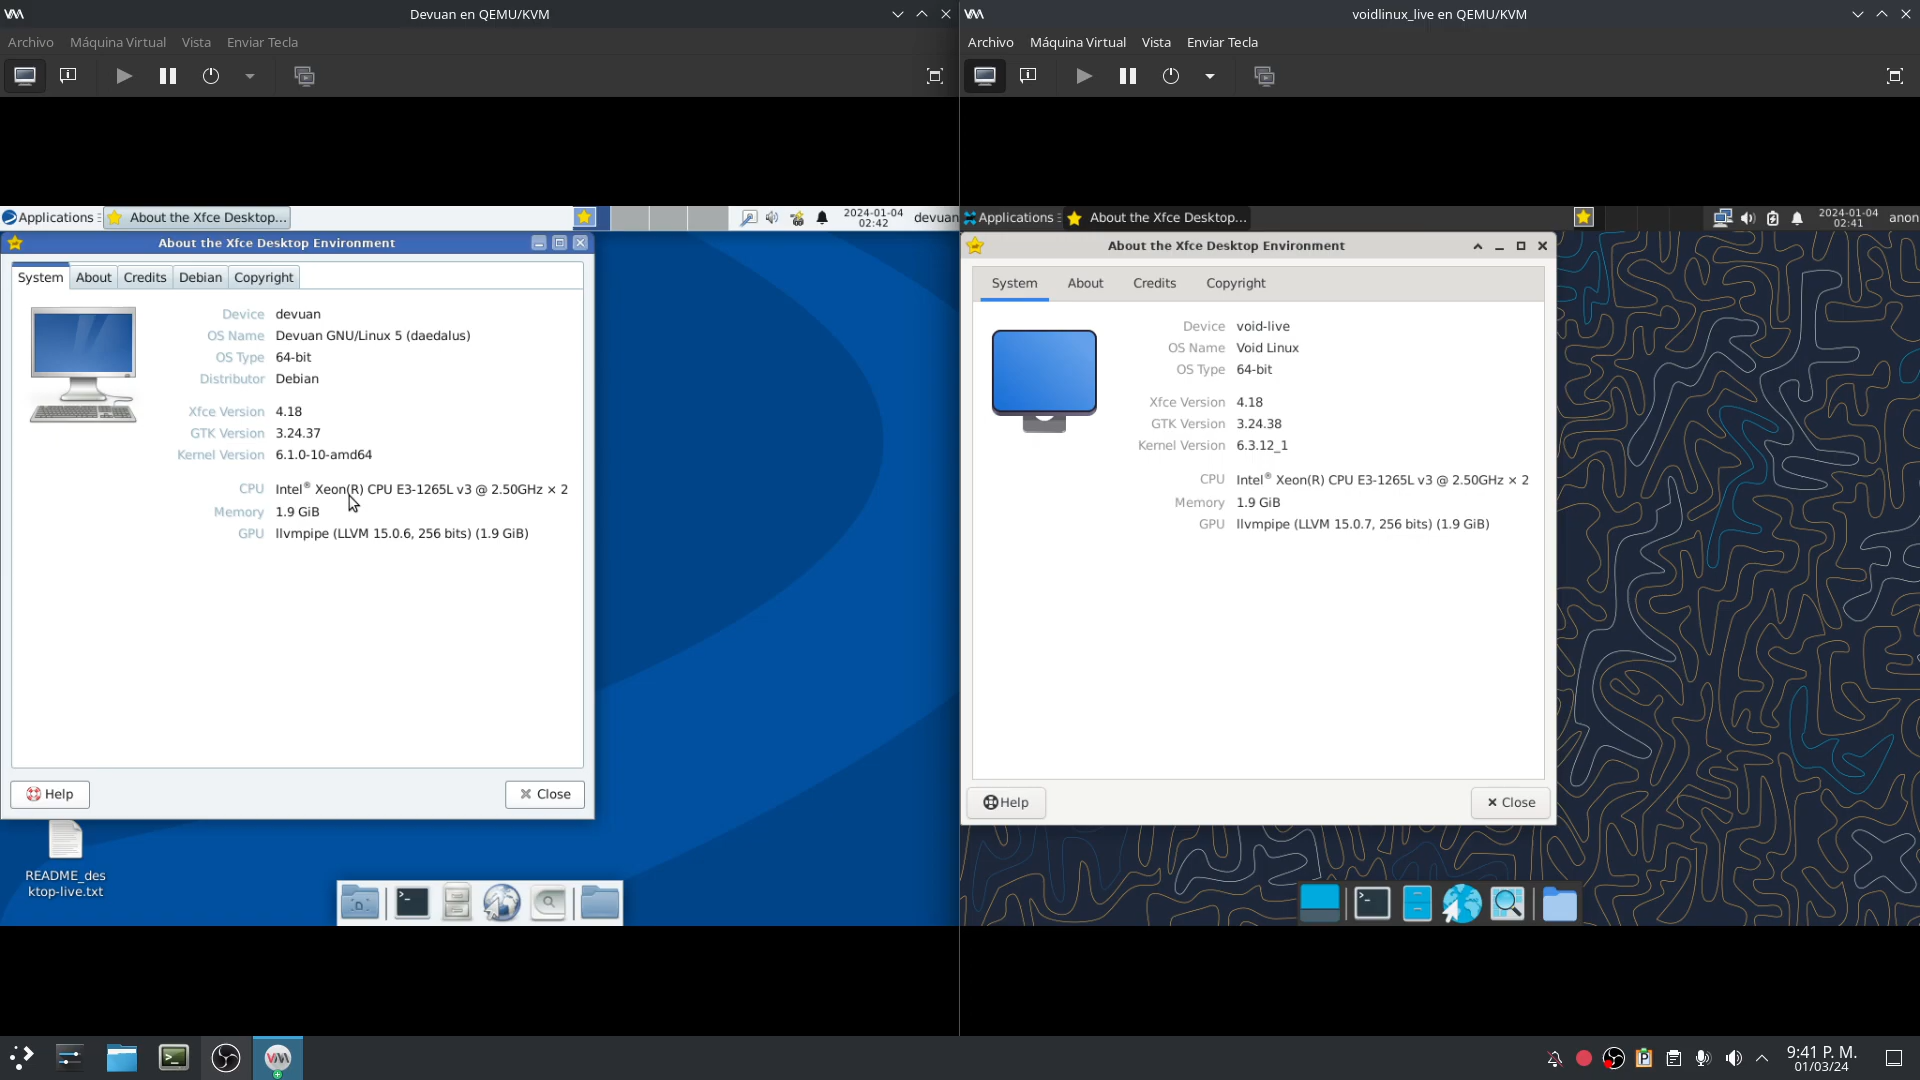 Devuan en QEMU/KVM
Archivo Máquina Virtual Vista Enviar Tecla
Applications About the Xfce Desktop... 2024-01-04 02:42 devuan
About the Xfce Desktop Environment
System About Credits Debian Copyright
Device devuan
OS Name Devuan GNU/Linux 5 (daedalus)
OS Type 64-bit
Distributor Debian
Xfce Version 4.18
GTK Version 3.24.37
Kernel Version 6.1.0-10-amd64
CPU Intel® Xeon(R) CPU E3-1265L v3 @ 2.50GHz × 2
Memory 1.9 GiB
GPU llvmpipe (LLVM 15.0.6, 256 bits) (1.9 GiB)
Help Close
README_des
ktop-live.txt
voidlinux_live en QEMU/KVM
Archivo Máquina Virtual Vista Enviar Tecla
Applications About the Xfce Desktop... 2024-01-04 02:41 anon
About the Xfce Desktop Environment
System About Credits Copyright
Device void-live
OS Name Void Linux
OS Type 64-bit
Xfce Version 4.18
GTK Version 3.24.38
Kernel Version 6.3.12_1
CPU Intel® Xeon(R) CPU E3-1265L v3 @ 2.50GHz × 2
Memory 1.9 GiB
GPU llvmpipe (LLVM 15.0.7, 256 bits) (1.9 GiB)
Help Close
9:41 P. M.
01/03/24